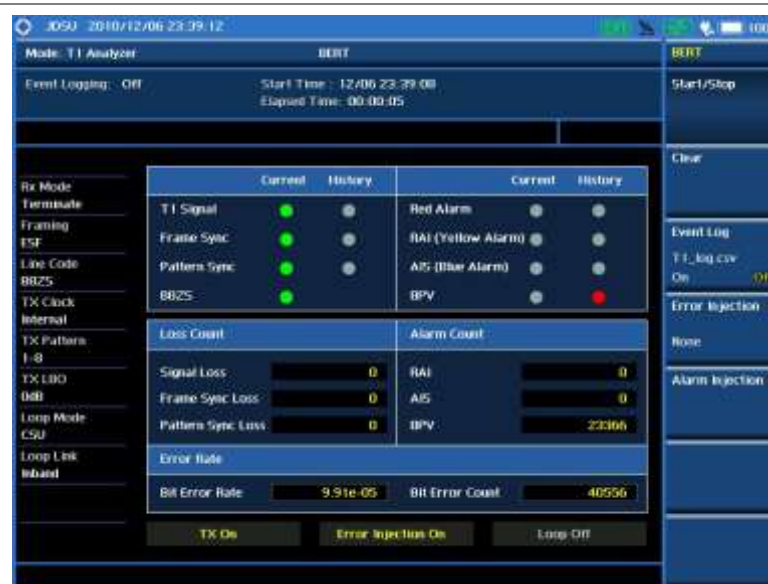 JDSU 2010/12/06 23:39:12
100
Mode: T1 Analyzer BERT
BERT
Event Logging: Off
Start Time : 12/06 23:39:08
Elapsed Time: 00:00:05
Start/Stop
Clear
Event Log
T1_log.csv
On Off
Error Injection
None
Alarm Injection
Rx Mode
Terminate
Framing
ESF
Line Code
B8ZS
TX Clock
Internal
TX Pattern
1-8
TX LBO
0dB
Loop Mode
CSU
Loop Link
Inband
Current History
T1 Signal
Frame Sync
Pattern Sync
B8ZS
Current History
Red Alarm
RAI (Yellow Alarm)
AIS (Blue Alarm)
BPV
Loss Count
Signal Loss 0
Frame Sync Loss 0
Pattern Sync Loss 0
Alarm Count
RAI 0
AIS 0
BPV 23366
Error Rate
Bit Error Rate 9.91e-05
Bit Error Count 40556
TX On
Error Injection On
Loop Off